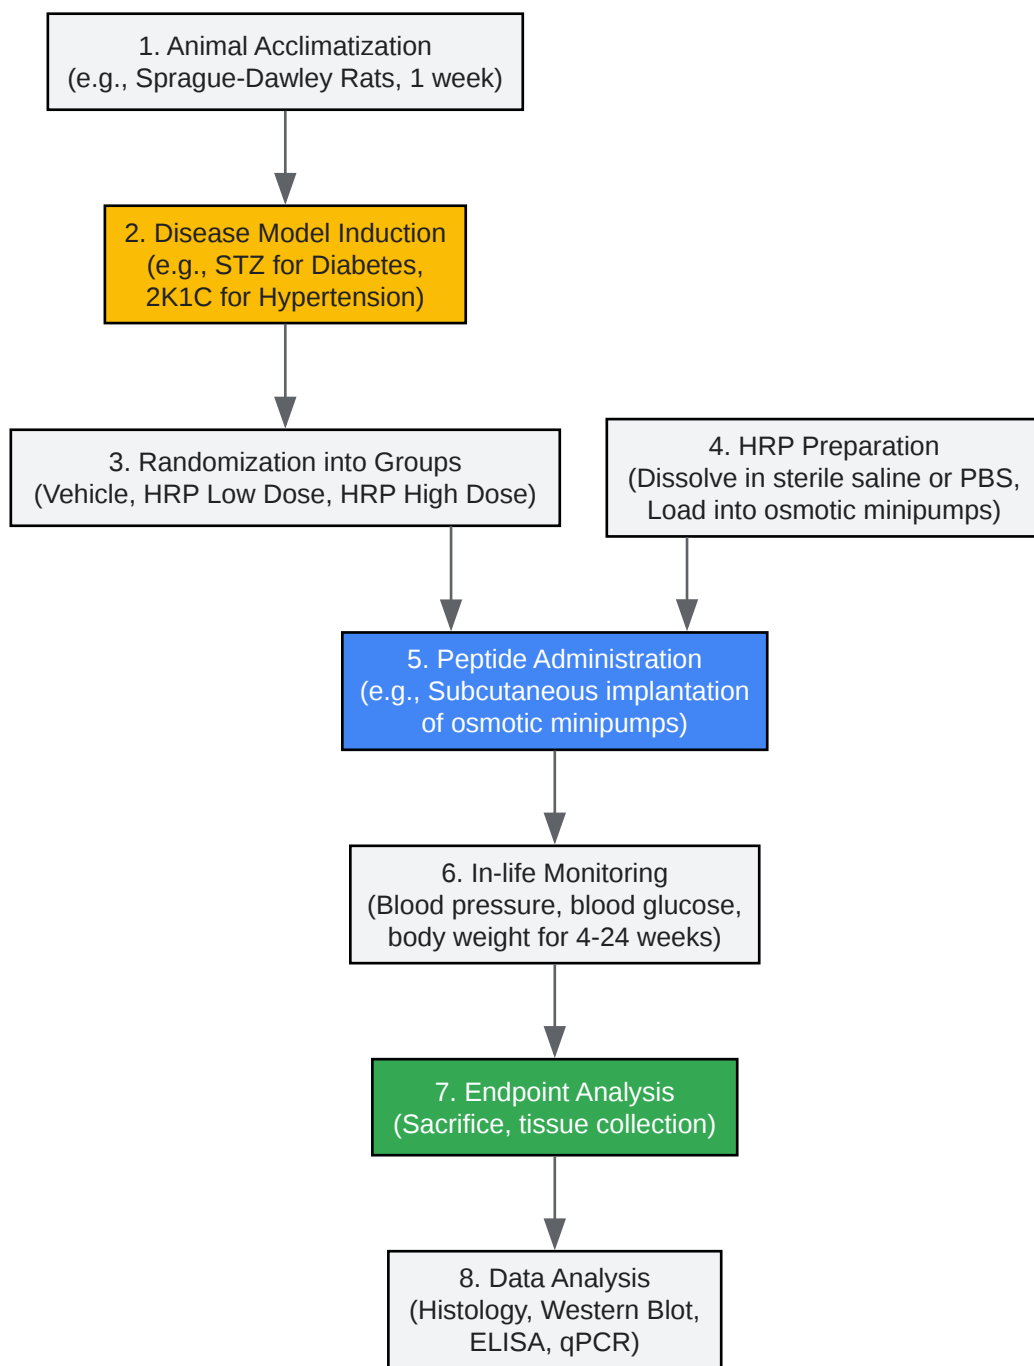 1. Animal Acclimatization
(e.g., Sprague-Dawley Rats, 1 week)
2. Disease Model Induction
(e.g., STZ for Diabetes,
2K1C for Hypertension)
3. Randomization into Groups
(Vehicle, HRP Low Dose, HRP High Dose)
4. HRP Preparation
(Dissolve in sterile saline or PBS,
Load into osmotic minipumps)
5. Peptide Administration
(e.g., Subcutaneous implantation
of osmotic minipumps)
6. In-life Monitoring
(Blood pressure, blood glucose,
body weight for 4-24 weeks)
7. Endpoint Analysis
(Sacrifice, tissue collection)
8. Data Analysis
(Histology, Western Blot,
ELISA, qPCR)